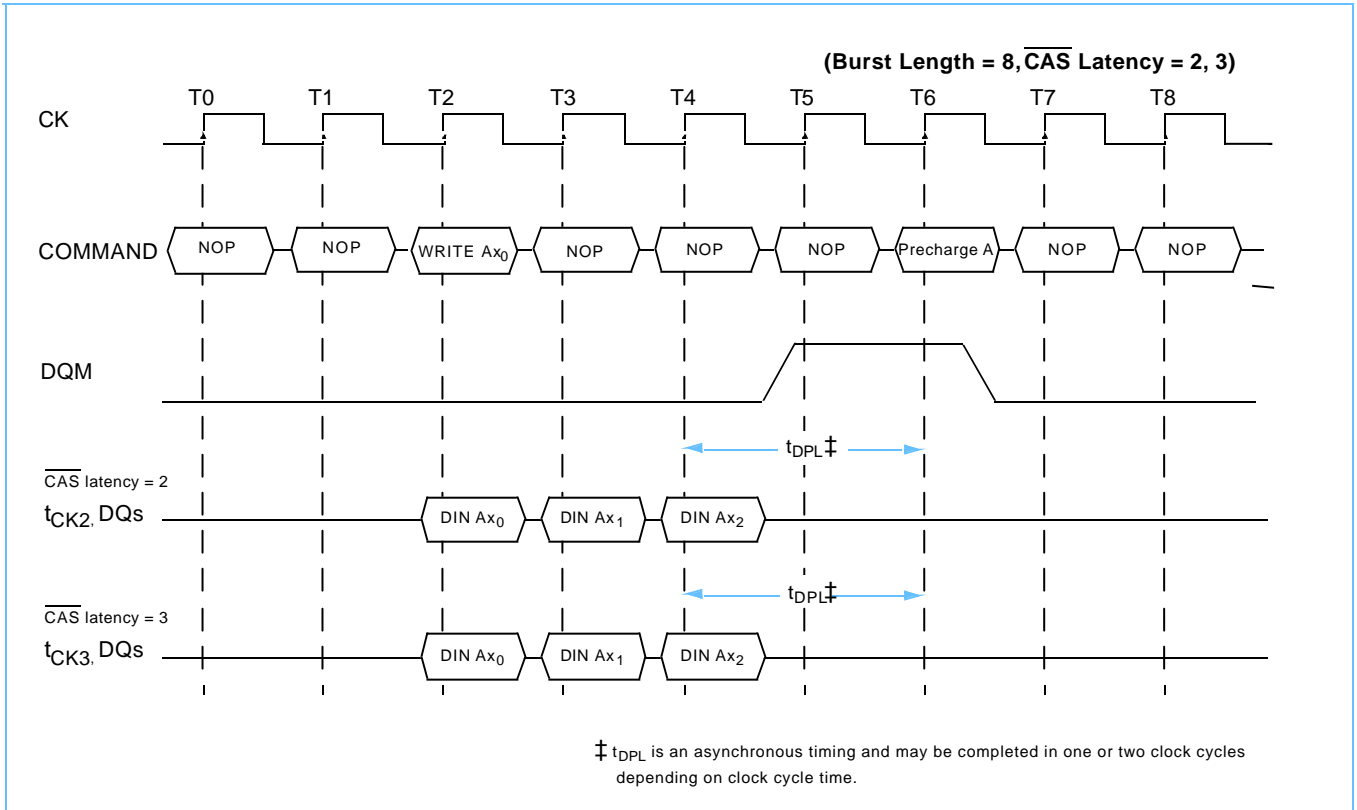 (Burst Length = 8, CAS Latency = 2, 3)
T0 T1 T2 T3 T4 T5 T6 T7 T8
CK
COMMAND NOP NOP WRITE Ax0 NOP NOP NOP Precharge A NOP NOP
DQM
tDPL‡
CAS latency = 2
tCK2, DQs DIN Ax0 DIN Ax1 DIN Ax2
tDPL‡
CAS latency = 3
tCK3, DQs DIN Ax0 DIN Ax1 DIN Ax2
‡ tDPL is an asynchronous timing and may be completed in one or two clock cycles
depending on clock cycle time.